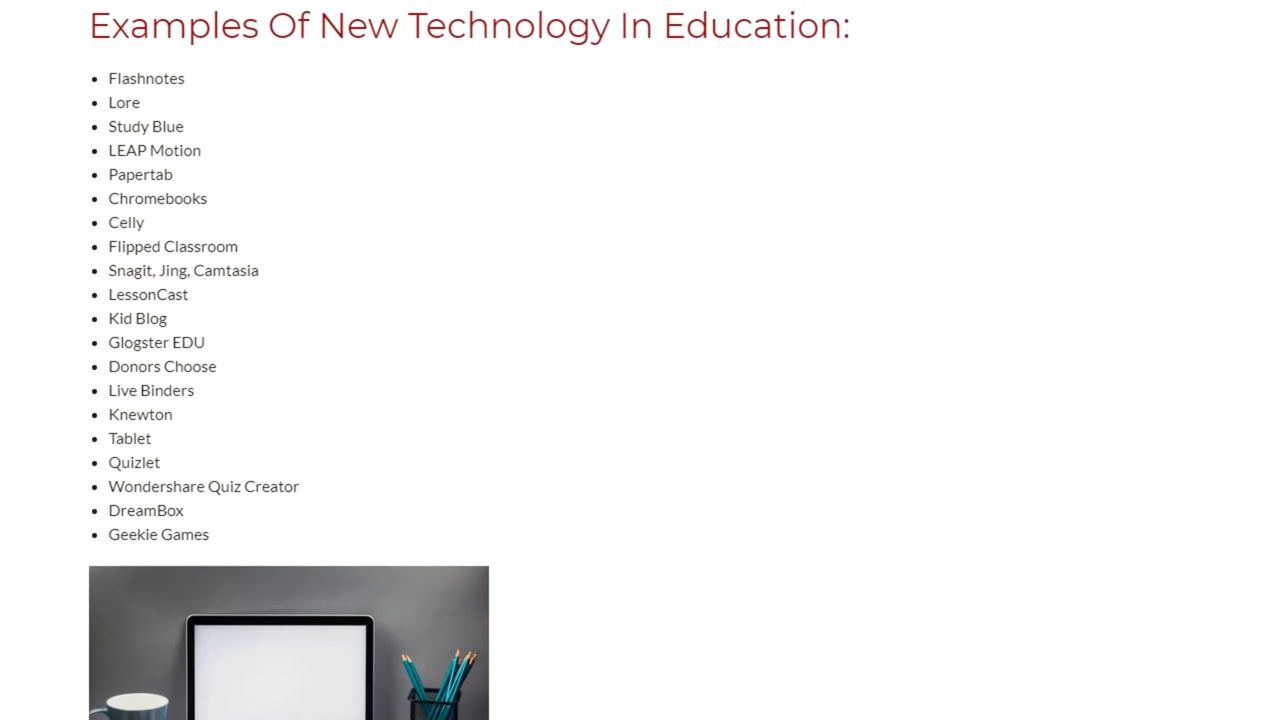 Examples Of New Technology In Education:
Flashnotes
Lore
Study Blue
LEAP Motion
Papertab
Chromebooks
Celly
Flipped Classroom
Snagit, Jing, Camtasia
LessonCast
Kid Blog
Glogster EDU
Donors Choose
Live Binders
Knewton
Tablet
Quizlet
Wondershare Quiz Creator
DreamBox
Geekie Games